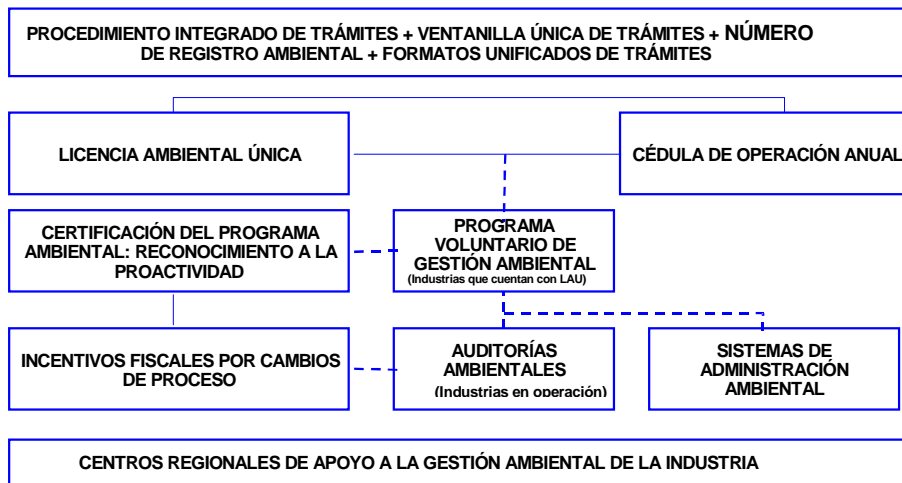 PROCEDIMIENTO INTEGRADO DE TRÁMITES + VENTANILLA ÚNICA DE TRÁMITES + NÚMERO
DE REGISTRO AMBIENTAL + FORMATOS UNIFICADOS DE TRÁMITES
LICENCIA AMBIENTAL ÚNICA
CÉDULA DE OPERACIÓN ANUAL
CERTIFICACIÓN DEL PROGRAMA
AMBIENTAL: RECONOCIMIENTO A LA
PROACTIVIDAD
PROGRAMA
VOLUNTARIO DE
GESTIÓN AMBIENTAL
(Industrias que cuentan con LAU)
INCENTIVOS FISCALES POR CAMBIOS
DE PROCESO
AUDITORÍAS
AMBIENTALES
(Industrias en operación)
SISTEMAS DE
ADMINISTRACIÓN
AMBIENTAL
CENTROS REGIONALES DE APOYO A LA GESTIÓN AMBIENTAL DE LA INDUSTRIA